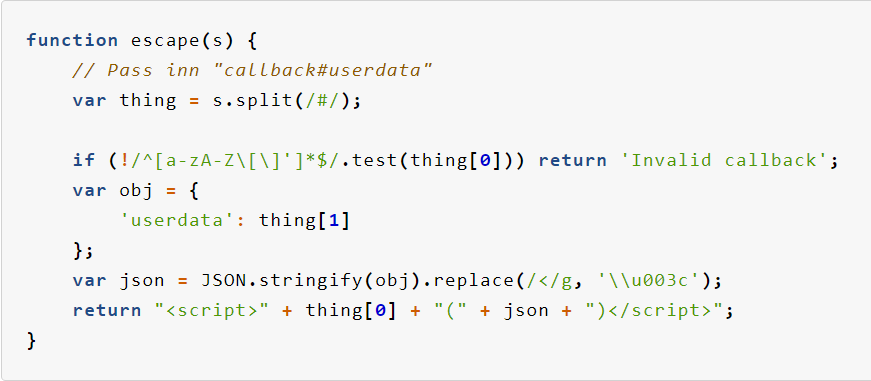 function escape(s) {
    // Pass inn "callback#userdata"
    var thing = s.split(/#/);

    if (!/^[a-zA-Z\[\]']*$/.test(thing[0])) return 'Invalid callback';
    var obj = {
        'userdata': thing[1]
    };
    var json = JSON.stringify(obj).replace(/</g, '\\u003c');
    return "<script>" + thing[0] + "(" + json + ")</script>";
}